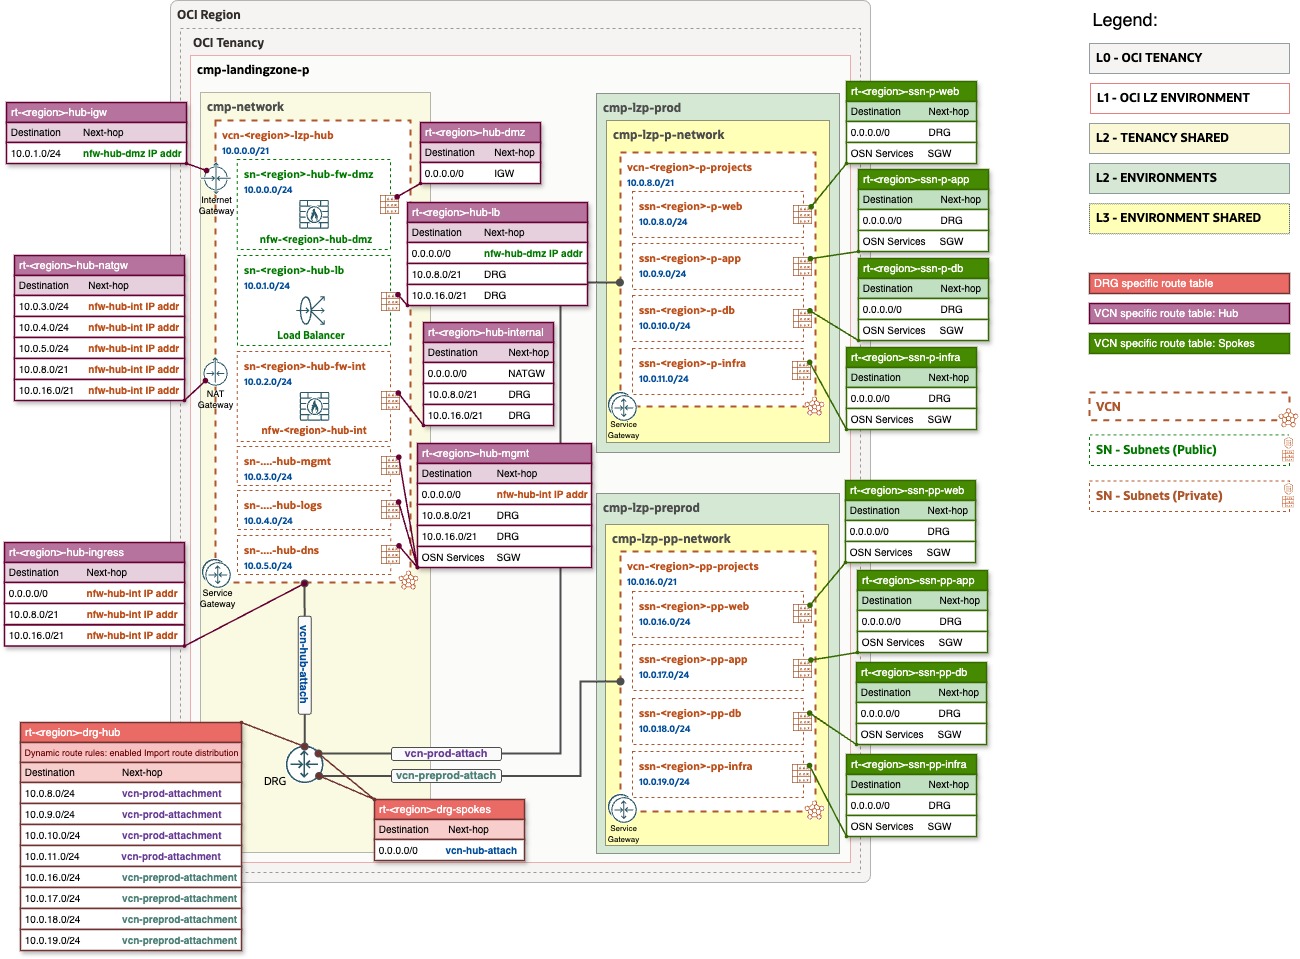 OCI Region
OCI Tenancy
cmp-landingzone-p
cmp-network
vcn-<region>-lzp-hub
10.0.0.0/21
sn-<region>-hub-fw-dmz
10.0.0.0/24
nfw-<region>-hub-dmz
sn-<region>-hub-lb
10.0.1.0/24
Load Balancer
sn-<region>-hub-fw-int
10.0.2.0/24
nfw-<region>-hub-int
sn-....-hub-mgmt
10.0.3.0/24
sn-....-hub-logs
10.0.4.0/24
sn-....-hub-dns
10.0.5.0/24
Internet
Gateway
NAT
Gateway
Service
Gateway
rt-<region>-hub-igw
Destination Next-hop
10.0.1.0/24 nfw-hub-dmz IP addr
rt-<region>-hub-natgw
Destination Next-hop
10.0.3.0/24 nfw-hub-int IP addr
10.0.4.0/24 nfw-hub-int IP addr
10.0.5.0/24 nfw-hub-int IP addr
10.0.8.0/21 nfw-hub-int IP addr
10.0.16.0/21 nfw-hub-int IP addr
rt-<region>-hub-ingress
Destination Next-hop
0.0.0.0/0 nfw-hub-int IP addr
10.0.8.0/21 nfw-hub-int IP addr
10.0.16.0/21 nfw-hub-int IP addr
rt-<region>-drg-hub
Dynamic route rules: enabled Import route distribution
Destination Next-hop
10.0.8.0/24 vcn-prod-attachment
10.0.9.0/24 vcn-prod-attachment
10.0.10.0/24 vcn-prod-attachment
10.0.11.0/24 vcn-prod-attachment
10.0.16.0/24 vcn-preprod-attachment
10.0.17.0/24 vcn-preprod-attachment
10.0.18.0/24 vcn-preprod-attachment
10.0.19.0/24 vcn-preprod-attachment
rt-<region>-hub-dmz
Destination Next-hop
0.0.0.0/0 IGW
rt-<region>-hub-lb
Destination Next-hop
0.0.0.0/0 nfw-hub-dmz IP addr
10.0.8.0/21 DRG
10.0.16.0/21 DRG
rt-<region>-hub-internal
Destination Next-hop
0.0.0.0/0 NATGW
10.0.8.0/21 DRG
10.0.16.0/21 DRG
rt-<region>-hub-mgmt
Destination Next-hop
0.0.0.0/0 nfw-hub-int IP addr
10.0.8.0/21 DRG
10.0.16.0/21 DRG
OSN Services SGW
vcn-hub-attach
DRG
vcn-prod-attach
vcn-preprod-attach
rt-<region>-drg-spokes
Destination Next-hop
0.0.0.0/0 vcn-hub-attach
cmp-lzp-prod
cmp-lzp-p-network
vcn-<region>-p-projects
10.0.8.0/21
ssn-<region>-p-web
10.0.8.0/24
ssn-<region>-p-app
10.0.9.0/24
ssn-<region>-p-db
10.0.10.0/24
ssn-<region>-p-infra
10.0.11.0/24
Service
Gateway
cmp-lzp-preprod
cmp-lzp-pp-network
vcn-<region>-pp-projects
10.0.16.0/21
ssn-<region>-pp-web
10.0.16.0/24
ssn-<region>-pp-app
10.0.17.0/24
ssn-<region>-pp-db
10.0.18.0/24
ssn-<region>-pp-infra
10.0.19.0/24
Service
Gateway
rt-<region>-ssn-p-web
Destination Next-hop
0.0.0.0/0 DRG
OSN Services SGW
rt-<region>-ssn-p-app
Destination Next-hop
0.0.0.0/0 DRG
OSN Services SGW
rt-<region>-ssn-p-db
Destination Next-hop
0.0.0.0/0 DRG
OSN Services SGW
rt-<region>-ssn-p-infra
Destination Next-hop
0.0.0.0/0 DRG
OSN Services SGW
rt-<region>-ssn-pp-web
Destination Next-hop
0.0.0.0/0 DRG
OSN Services SGW
rt-<region>-ssn-pp-app
Destination Next-hop
0.0.0.0/0 DRG
OSN Services SGW
rt-<region>-ssn-pp-db
Destination Next-hop
0.0.0.0/0 DRG
OSN Services SGW
rt-<region>-ssn-pp-infra
Destination Next-hop
0.0.0.0/0 DRG
OSN Services SGW
Legend:
L0 - OCI TENANCY
L1 - OCI LZ ENVIRONMENT
L2 - TENANCY SHARED
L2 - ENVIRONMENTS
L3 - ENVIRONMENT SHARED
DRG specific route table
VCN specific route table: Hub
VCN specific route table: Spokes
VCN
SN - Subnets (Public)
SN - Subnets (Private)